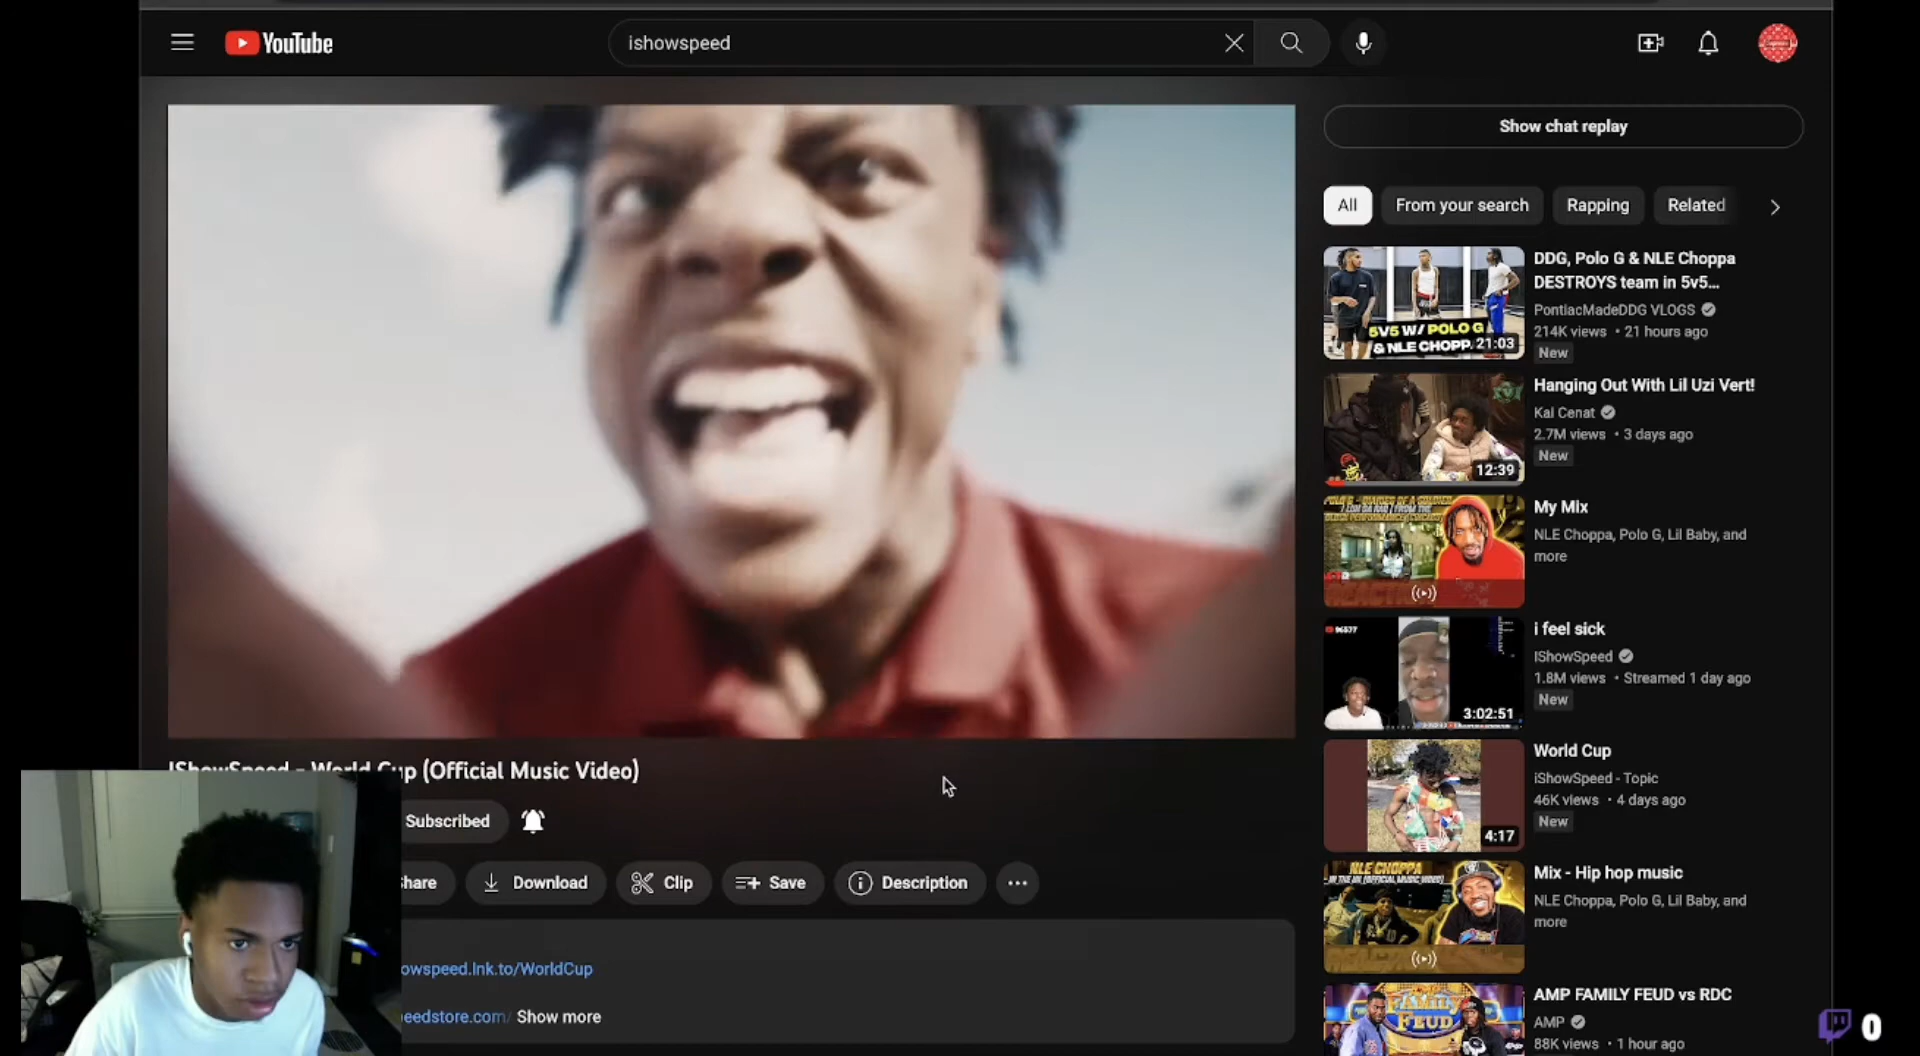 YouTube
ishowspeed
Show chat replay
All
From your search
Rapping
Related
5V5 W/ POLO G
& NLE CHOPP
21:03
DDG, Polo G & NLE Choppa
DESTROYS team in 5v5...
PontiacMadeDDG VLOGS
214K views • 21 hours ago
New
12:39
Hanging Out With Lil Uzi Vert!
Kai Cenat
2.7M views • 3 days ago
New
My Mix
NLE Choppa, Polo G, Lil Baby, and
more
96577
3:02:51
i feel sick
IShowSpeed
1.8M views • Streamed 1 day ago
New
4:17
World Cup
iShowSpeed - Topic
46K views • 4 days ago
New
NLE CHOPPA
Mix - Hip hop music
NLE Choppa, Polo G, Lil Baby, and
more
FAMILY
FEUD
AMP FAMILY FEUD vs RDC
AMP
88K views • 1 hour ago
IShowSpeed - World Cup (Official Music Video)
Subscribed
hare
Download
Clip
Save
Description
owspeed.lnk.to/WorldCup
eedstore.com/ Show more
0